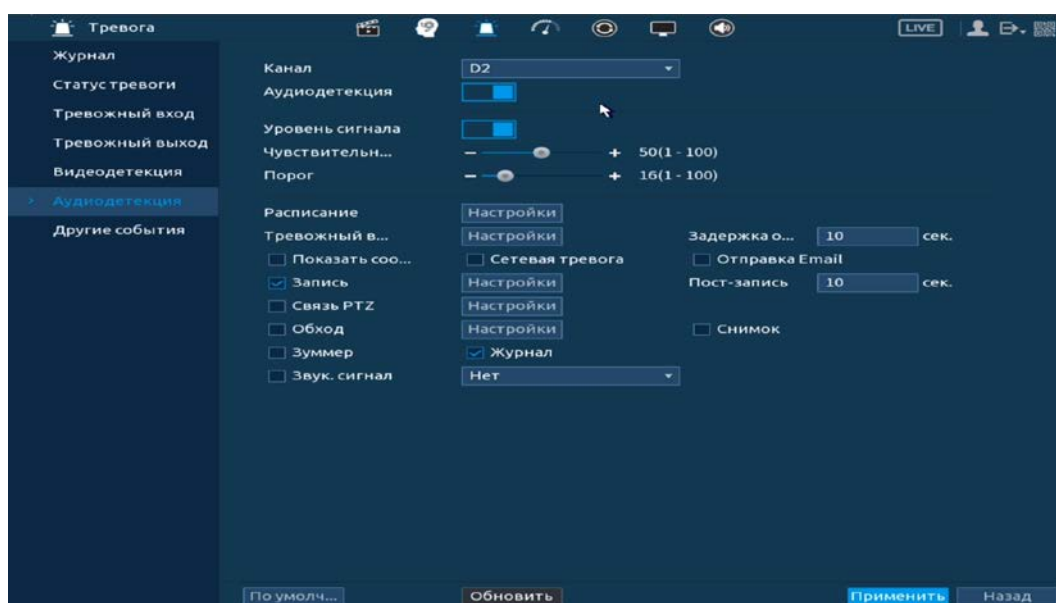 Тревога
LIVE
Журнал
Статус тревоги
Тревожный вход
Тревожный выход
Видеодетекция
> Аудиодетекция
Другие события
Канал D2
Аудиодетекция
Уровень сигнала
Чувствительн... − + 50(1 - 100)
Порог − + 16(1 - 100)
Расписание Настройки
Тревожный в... Настройки Задержка о... 10 сек.
Показать соо... Сетевая тревога Отправка Email
Запись Настройки Пост-запись 10 сек.
Связь PTZ Настройки
Обход Настройки Снимок
Зуммер Журнал
Звук. сигнал Нет
По умолч... Обновить Применить Назад